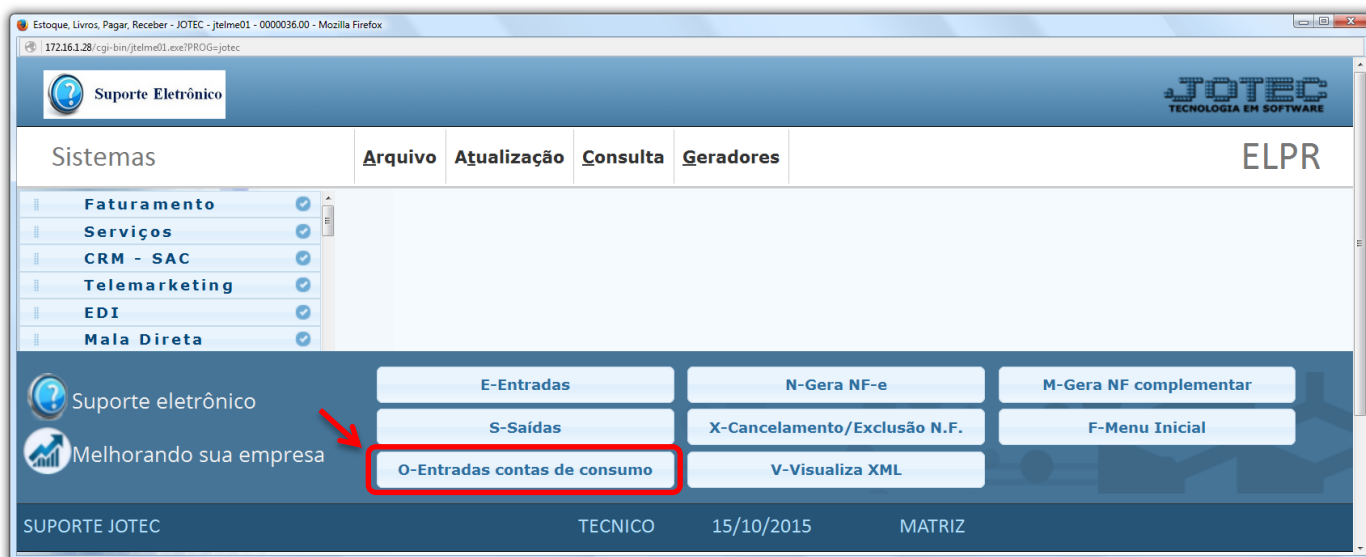 Estoque, Livros, Pagar, Receber - JOTEC - jtelme01 - 0000036.00 - Mozilla Firefox
172.16.1.28/cgi-bin/jtelme01.exe?PROG=jotec
Suporte Eletrônico
JOTEC
TECNOLOGIA EM SOFTWARE
Sistemas
Arquivo Atualização Consulta Geradores
ELPR
Faturamento
Serviços
CRM - SAC
Telemarketing
EDI
Mala Direta
Suporte eletrônico
Melhorando sua empresa
E-Entradas N-Gera NF-e M-Gera NF complementar
S-Saídas X-Cancelamento/Exclusão N.F. F-Menu Inicial
O-Entradas contas de consumo V-Visualiza XML
SUPORTE JOTEC TECNICO 15/10/2015 MATRIZ